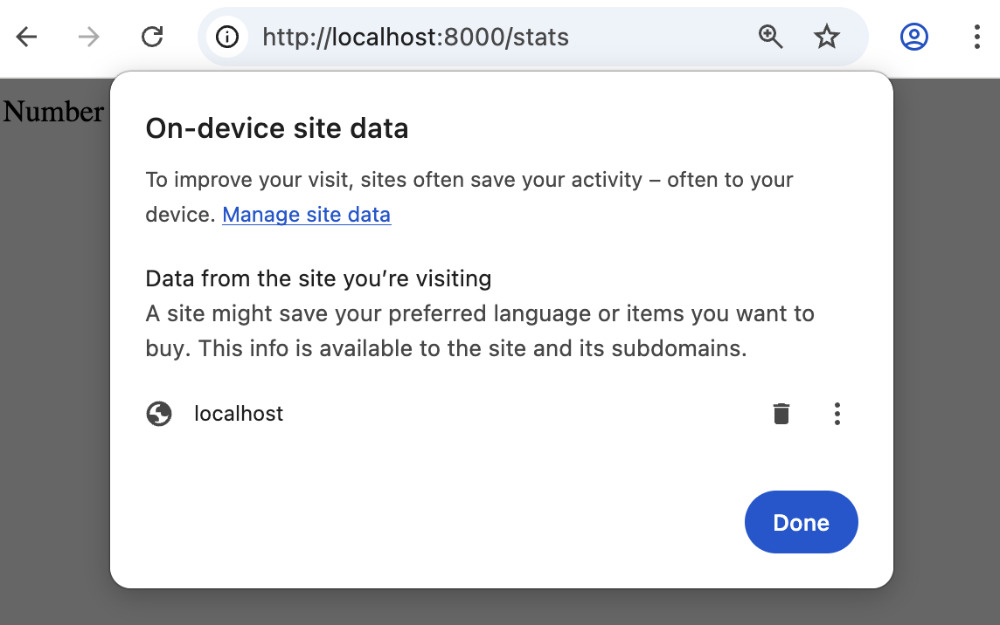 http://localhost:8000/stats
Number
On-device site data
To improve your visit, sites often save your activity – often to your
device. Manage site data
Data from the site you’re visiting
A site might save your preferred language or items you want to
buy. This info is available to the site and its subdomains.
localhost
Done